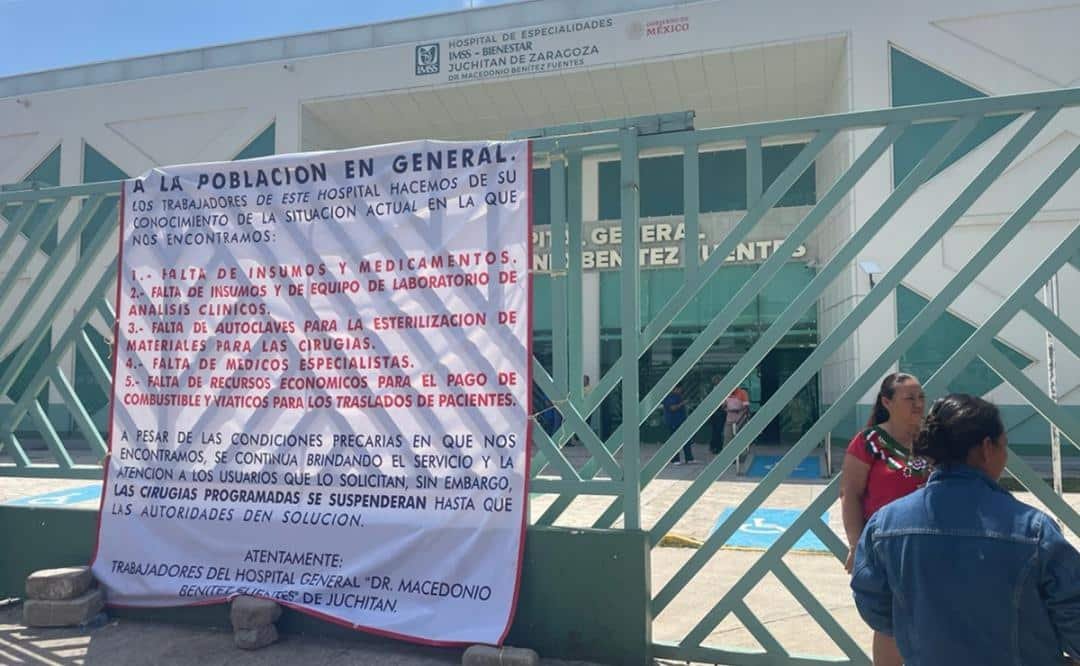 HOSPITAL DE ESPECIALIDADES
IMSS - BIENESTAR
JUCHITAN DE ZARAGOZA
DR MACEDONIO BENÍTEZ FUENTES
IMSS
GOBIERNO DE
MÉXICO
GENERAL
BENITEZ FUENTES
A LA POBLACION EN GENERAL.
LOS TRABAJADORES DE ESTE HOSPITAL HACEMOS DE SU
CONOCIMIENTO DE LA SITUACION ACTUAL EN LA QUE
NOS ENCONTRAMOS:
1.- FALTA DE INSUMOS Y MEDICAMENTOS.
2.- FALTA DE INSUMOS Y DE EQUIPO DE LABORATORIO DE
ANALISIS CLINICOS.
3.- FALTA DE AUTOCLAVES PARA LA ESTERILIZACION DE
MATERIALES PARA LAS CIRUGIAS.
4.- FALTA DE MEDICOS ESPECIALISTAS.
5.- FALTA DE RECURSOS ECONOMICOS PARA EL PAGO DE
COMBUSTIBLE Y VIATICOS PARA LOS TRASLADOS DE PACIENTES.
A PESAR DE LAS CONDICIONES PRECARIAS EN QUE NOS
ENCONTRAMOS, SE CONTINUA BRINDANDO EL SERVICIO Y LA
ATENCION A LOS USUARIOS QUE LO SOLICITAN, SIN EMBARGO,
LAS CIRUGIAS PROGRAMADAS SE SUSPENDERAN HASTA QUE
LAS AUTORIDADES DEN SOLUCION.
ATENTAMENTE:
TRABAJADORES DEL HOSPITAL GENERAL "DR. MACEDONIO
BENITEZ FUENTES" DE JUCHITAN.